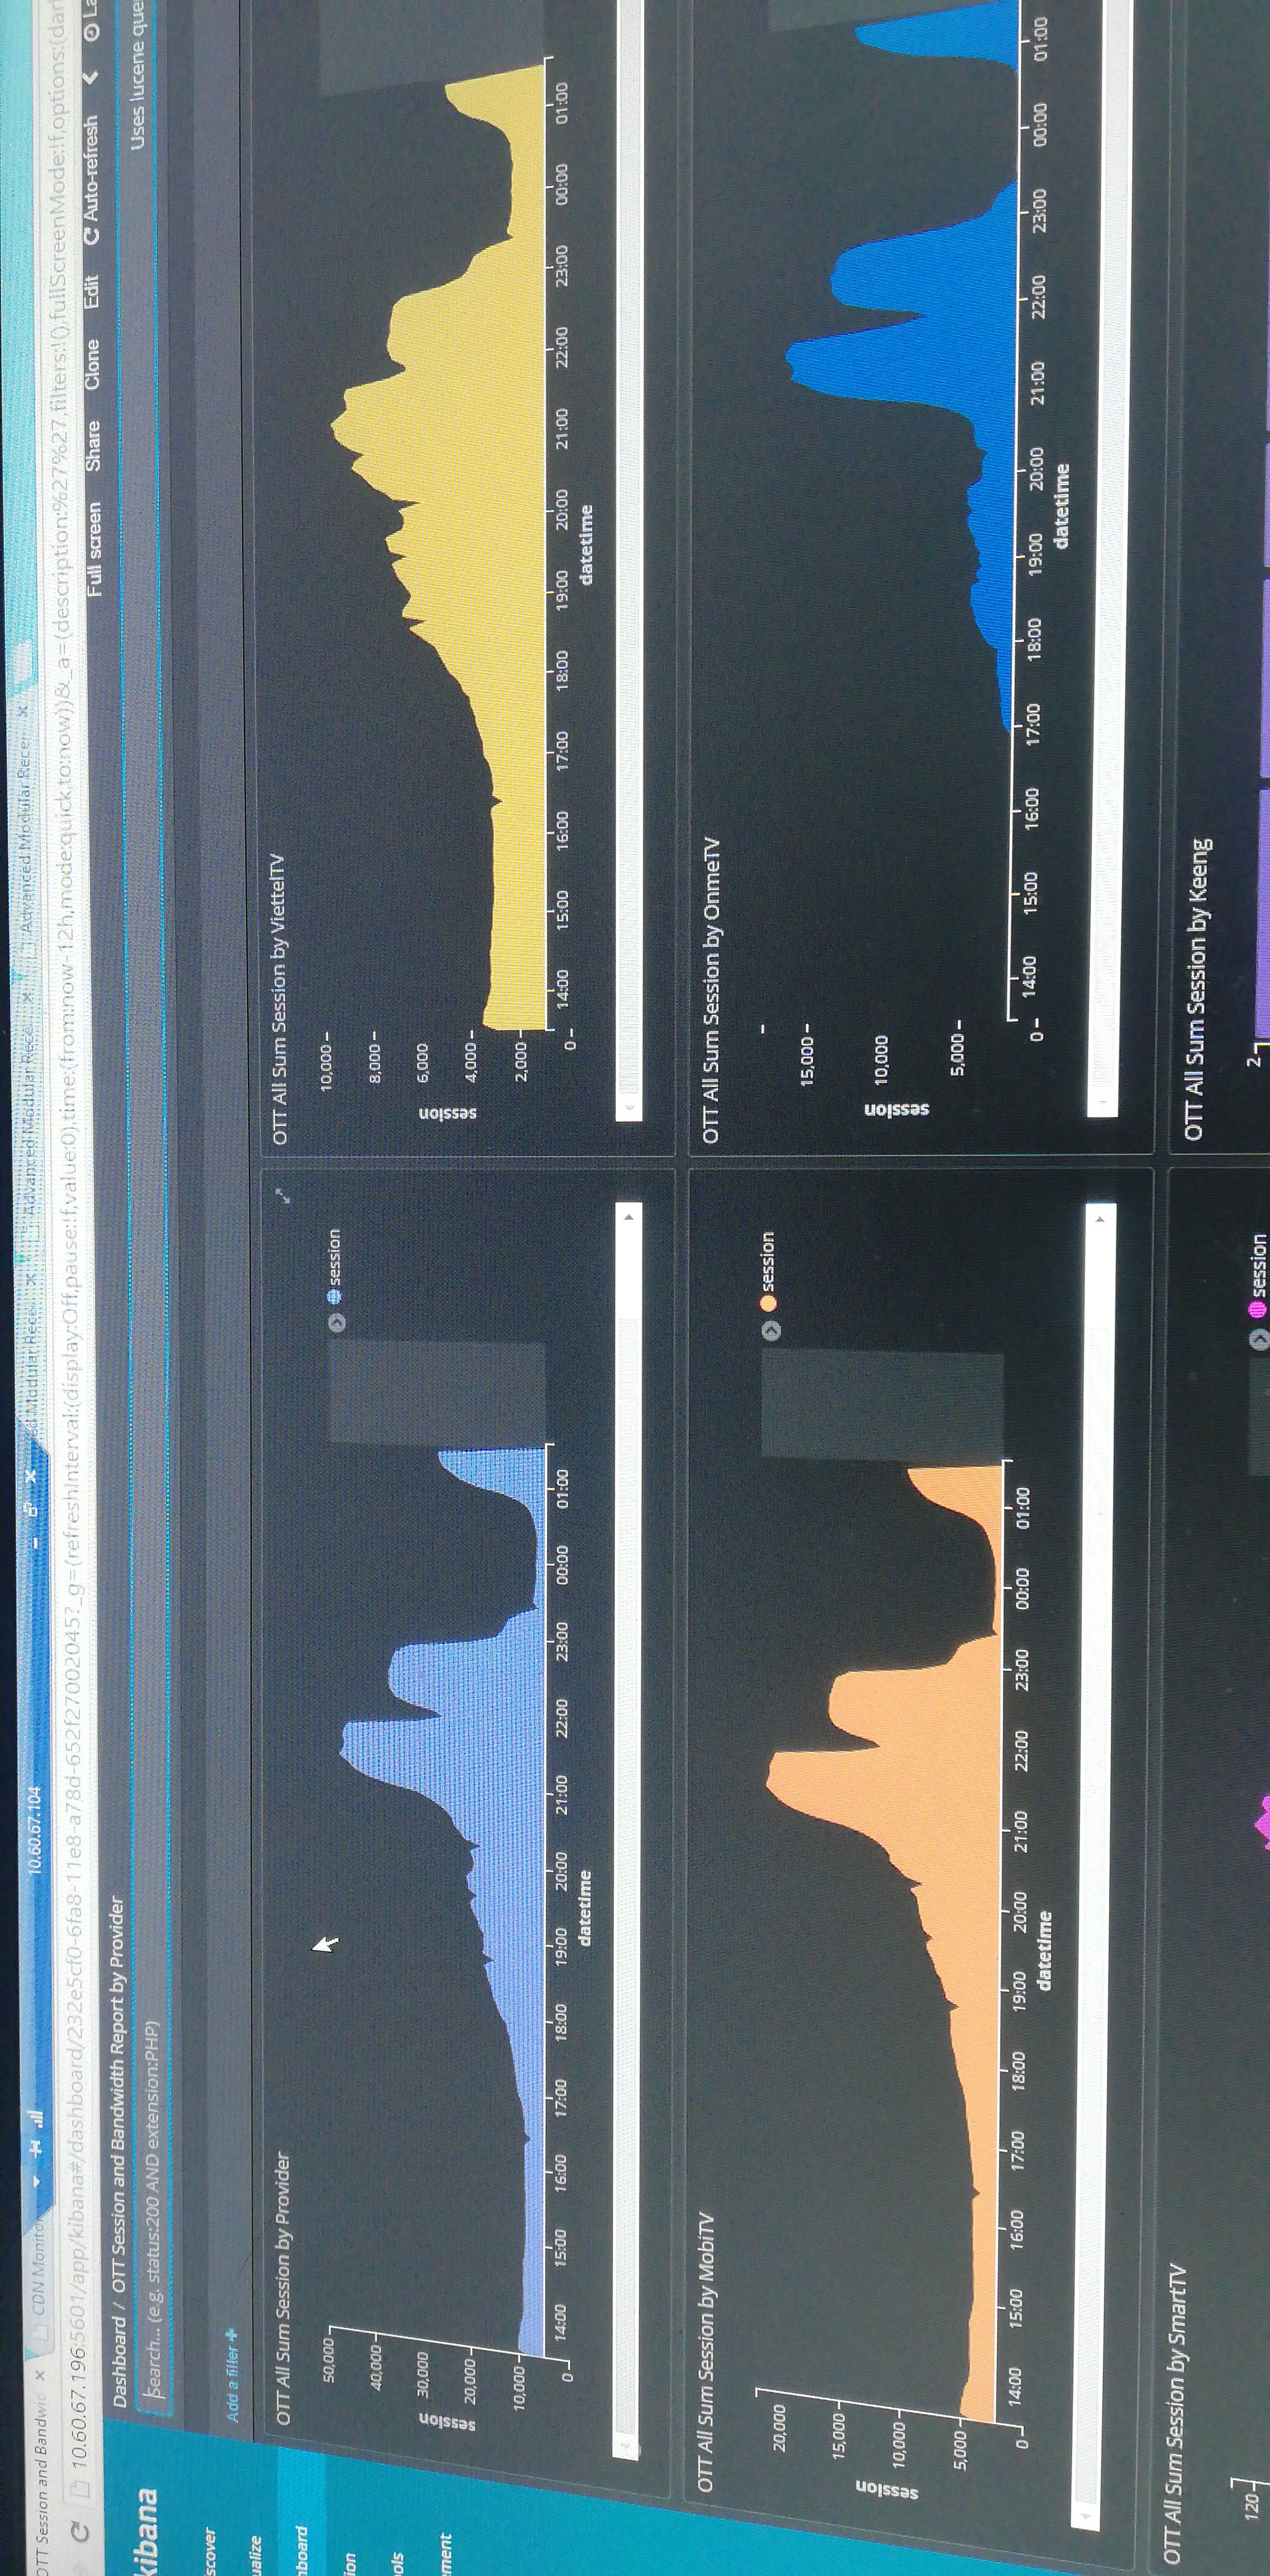 OTT Session and Bandwid
CDN Monitor
10.60.67.104
Advanced Modular Rece
Advanced Modular Recei
10.60.67.196:5601/app/kibana#/dashboard/232e5cf0-6fa8-11e8-a78d-652f27002045?_g=(refreshInterval:(display:Off,pause:!f,value:0),time:(from:now-12h,mode:quick,to:now))&_a=(description:%27%27,filters:!(),fullScreenMode:!f,options:(dar
kibana
Dashboard / OTT Session and Bandwidth Report by Provider
Full screen Share Clone Edit Auto-refresh La
Search... (e.g. status:200 AND extension:PHP)
Uses lucene que
Add a filter +
scover
ualize
hboard
ion
ols
ment
OTT All Sum Session by Provider
session
50,000
40,000
30,000
20,000
10,000
0
session
14:00 15:00 16:00 17:00 18:00 19:00 20:00 21:00 22:00 23:00 00:00 01:00
datetime
OTT All Sum Session by ViettelTV
10,000
8,000
6,000
4,000
2,000
0
session
14:00 15:00 16:00 17:00 18:00 19:00 20:00 21:00 22:00 23:00 00:00 01:00
datetime
OTT All Sum Session by MobiTV
session
20,000
15,000
10,000
5,000
0
session
14:00 15:00 16:00 17:00 18:00 19:00 20:00 21:00 22:00 23:00 00:00 01:00
datetime
OTT All Sum Session by OnmeTV
15,000
10,000
5,000
0
session
14:00 15:00 16:00 17:00 18:00 19:00 20:00 21:00 22:00 23:00 00:00 01:00
datetime
OTT All Sum Session by SmartTV
session
120
OTT All Sum Session by Keeng
2